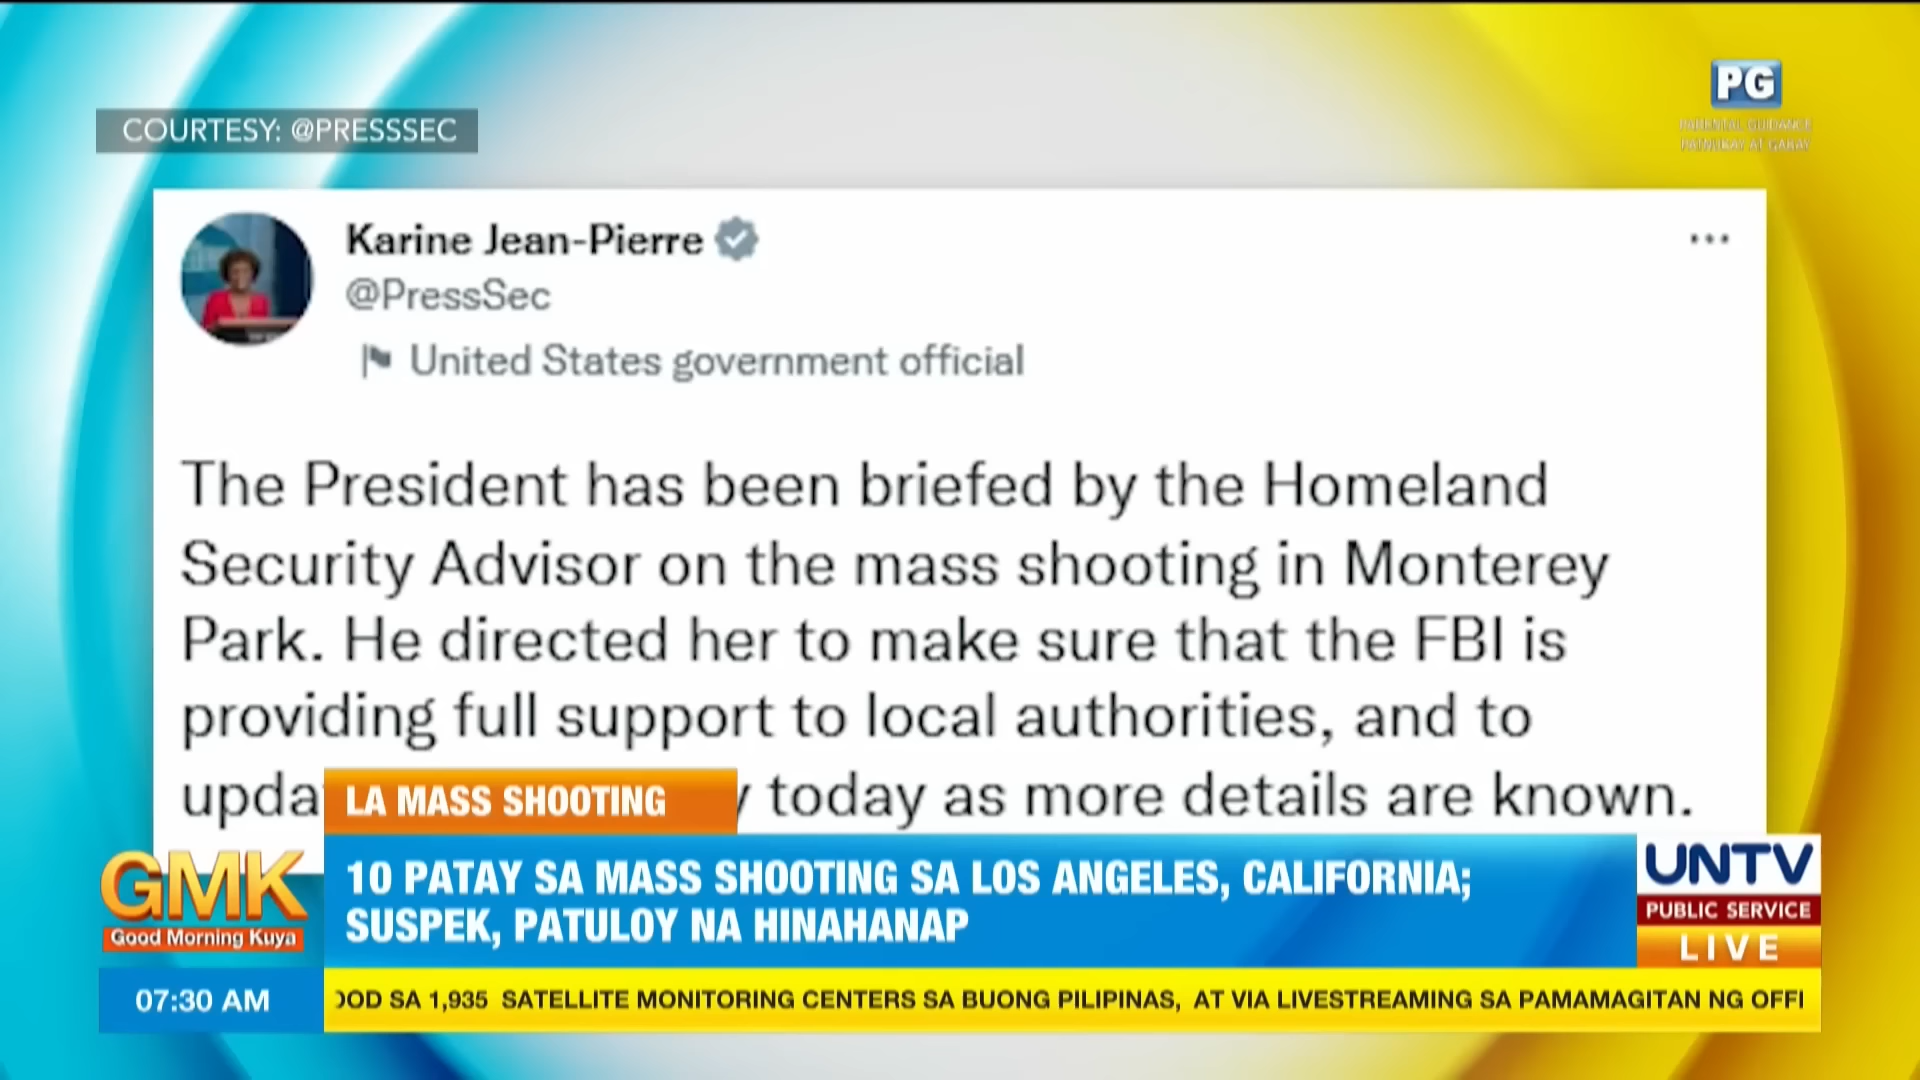 COURTESY: @PRESSSEC
PG
PARENTAL GUIDANCE
PATNUBAY AT GABAY
Karine Jean-Pierre
@PressSec
United States government official
The President has been briefed by the Homeland
Security Advisor on the mass shooting in Monterey
Park. He directed her to make sure that the FBI is
providing full support to local authorities, and to
today as more details are known.
LA MASS SHOOTING
10 PATAY SA MASS SHOOTING SA LOS ANGELES, CALIFORNIA;
SUSPEK, PATULOY NA HINAHANAP
GMK
Good Morning Kuya
UNTV
PUBLIC SERVICE
LIVE
07:30 AM
SA 1,935 SATELLITE MONITORING CENTERS SA BUONG PILIPINAS, AT VIA LIVESTREAMING SA PAMAMAGITAN NG OFFI